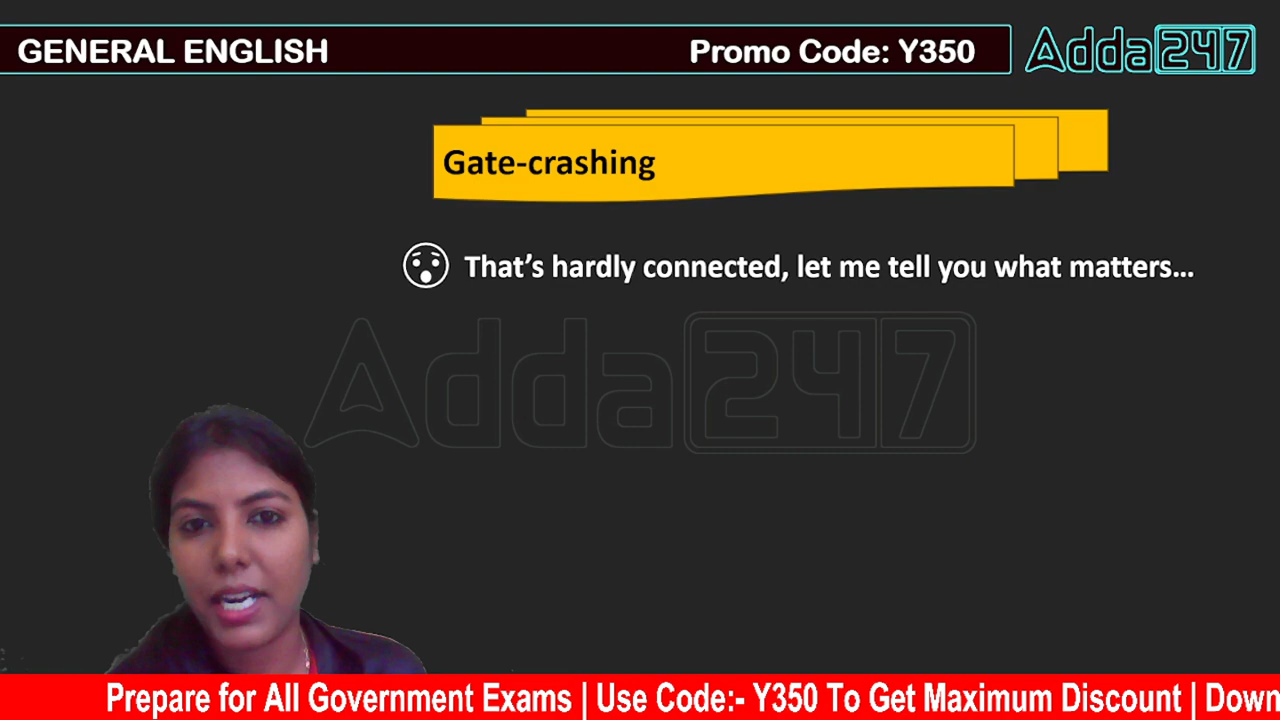 GENERAL ENGLISH
Promo Code: Y350
Adda247
Gate-crashing
That's hardly connected, let me tell you what matters...
Adda247
Prepare for All Government Exams | Use Code:- Y350 To Get Maximum Discount | Down